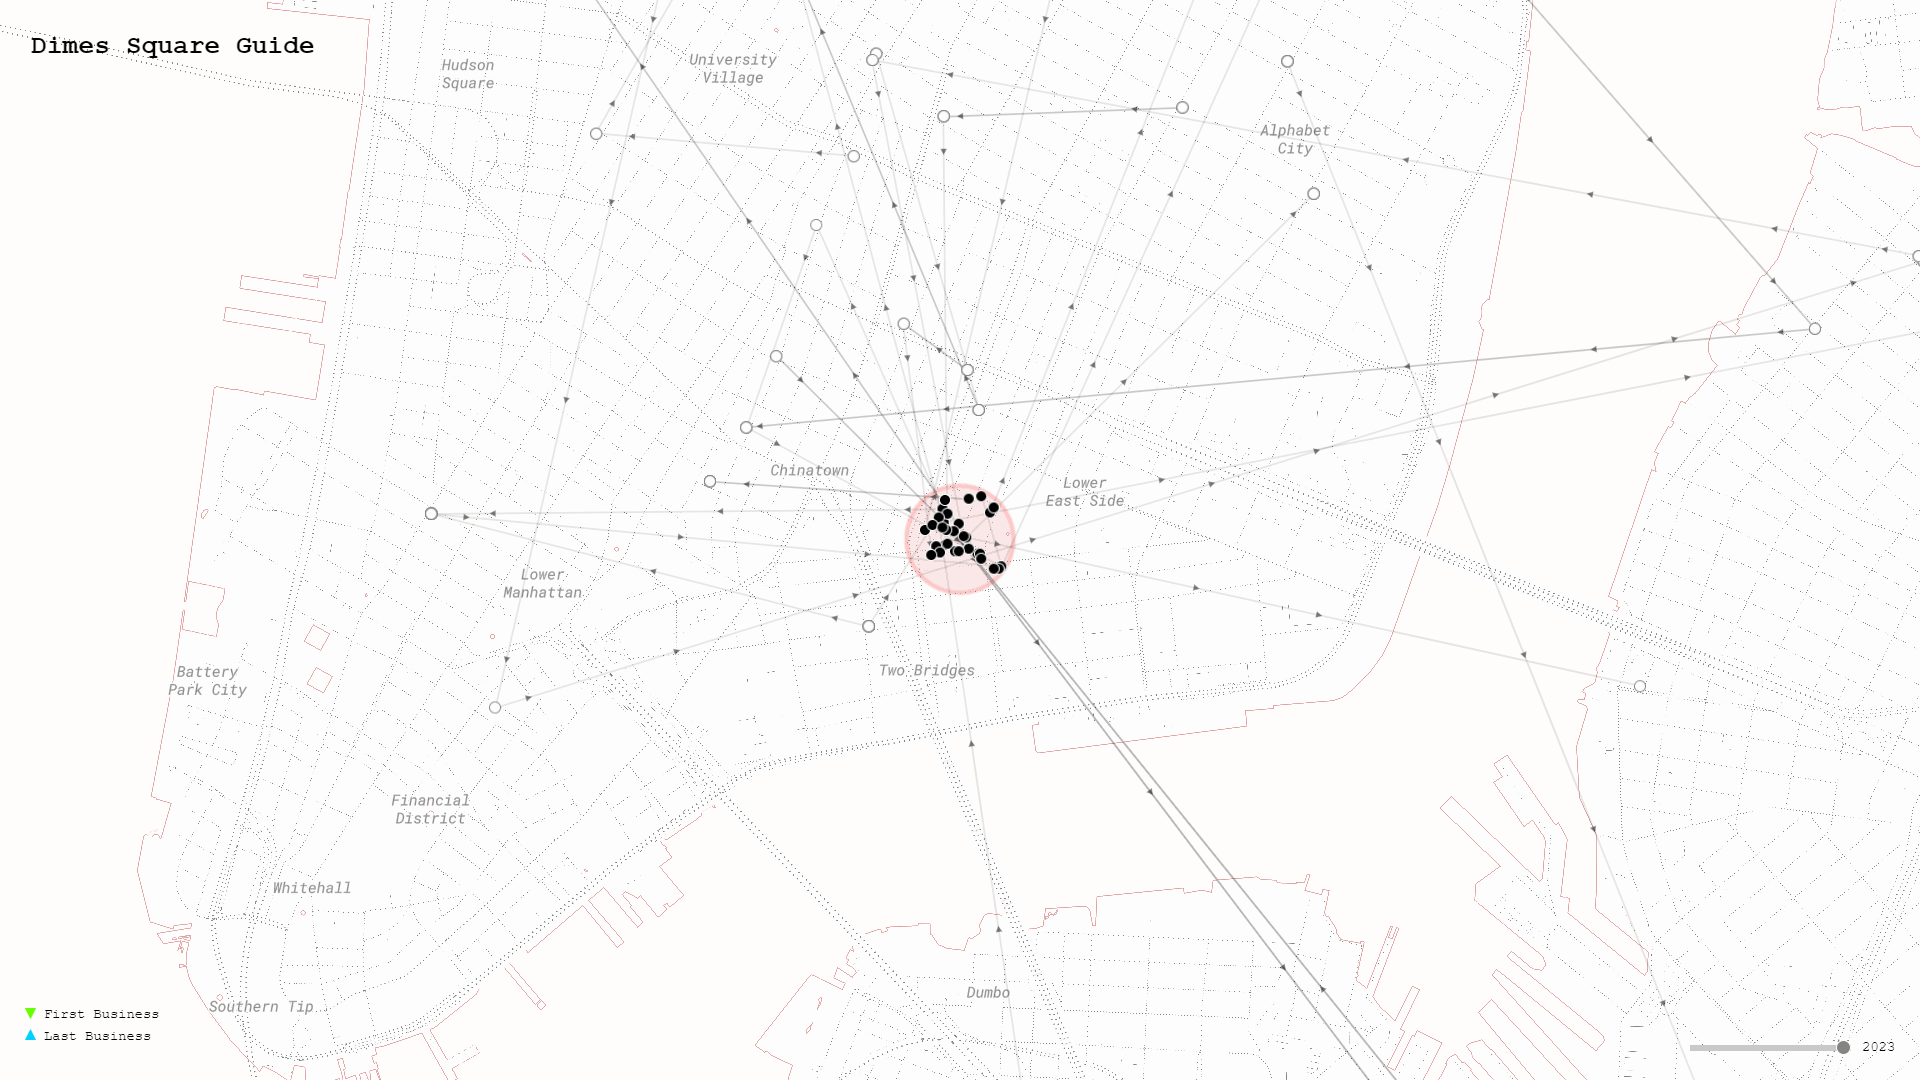 Dimes Square Guide
Hudson
Square
University
Village
Alphabet
City
Chinatown
Lower
East Side
Lower
Manhattan
Two Bridges
Battery
Park City
Financial
District
Whitehall
Dumbo
Southern Tip
First Business
Last Business
2023